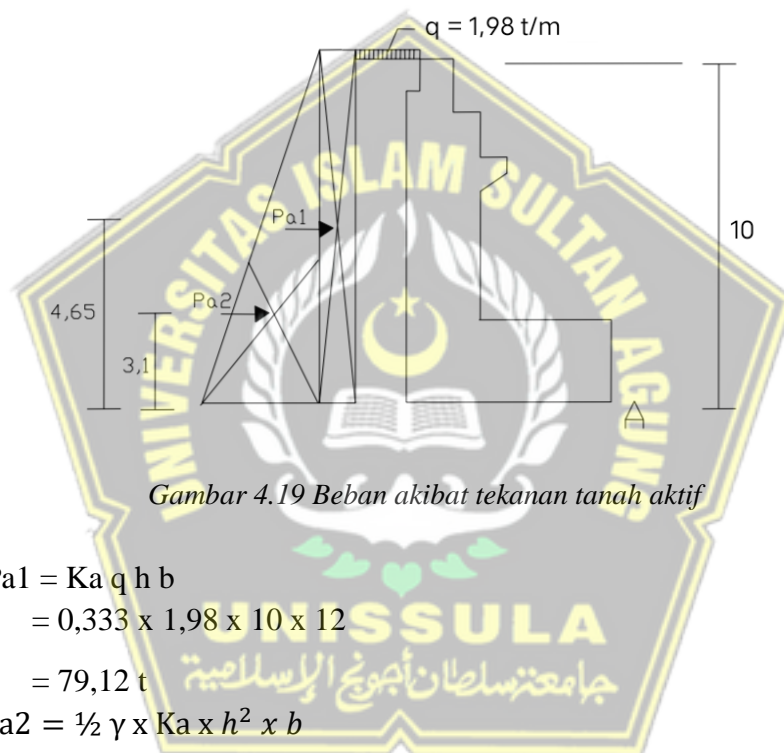 q = 1,98 t/m
UNIVERSITAS ISLAM SULTAN AGUNG
Pa1
10
4,65
Pa2
3,1
A
Gambar 4.19 Beban akibat tekanan tanah aktif
Pa1 = Ka q h b
= 0,333 x 1,98 x 10 x 12
UNISSULA
= 79,12 t
جامعتسلطان أجونج الإسلامية
Pa2 = ½ γ x Ka x h² x b